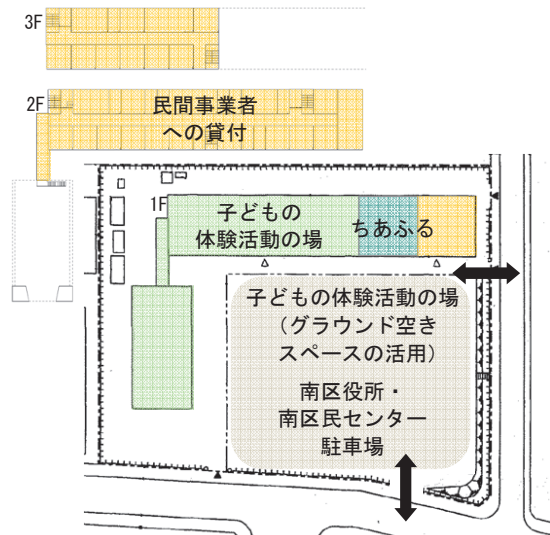 3F
2F
民間事業者
への貸付
1F
子どもの
体験活動の場
ちあふる
子どもの体験活動の場
（グラウンド空き
スペースの活用）
南区役所・
南区民センター
駐車場